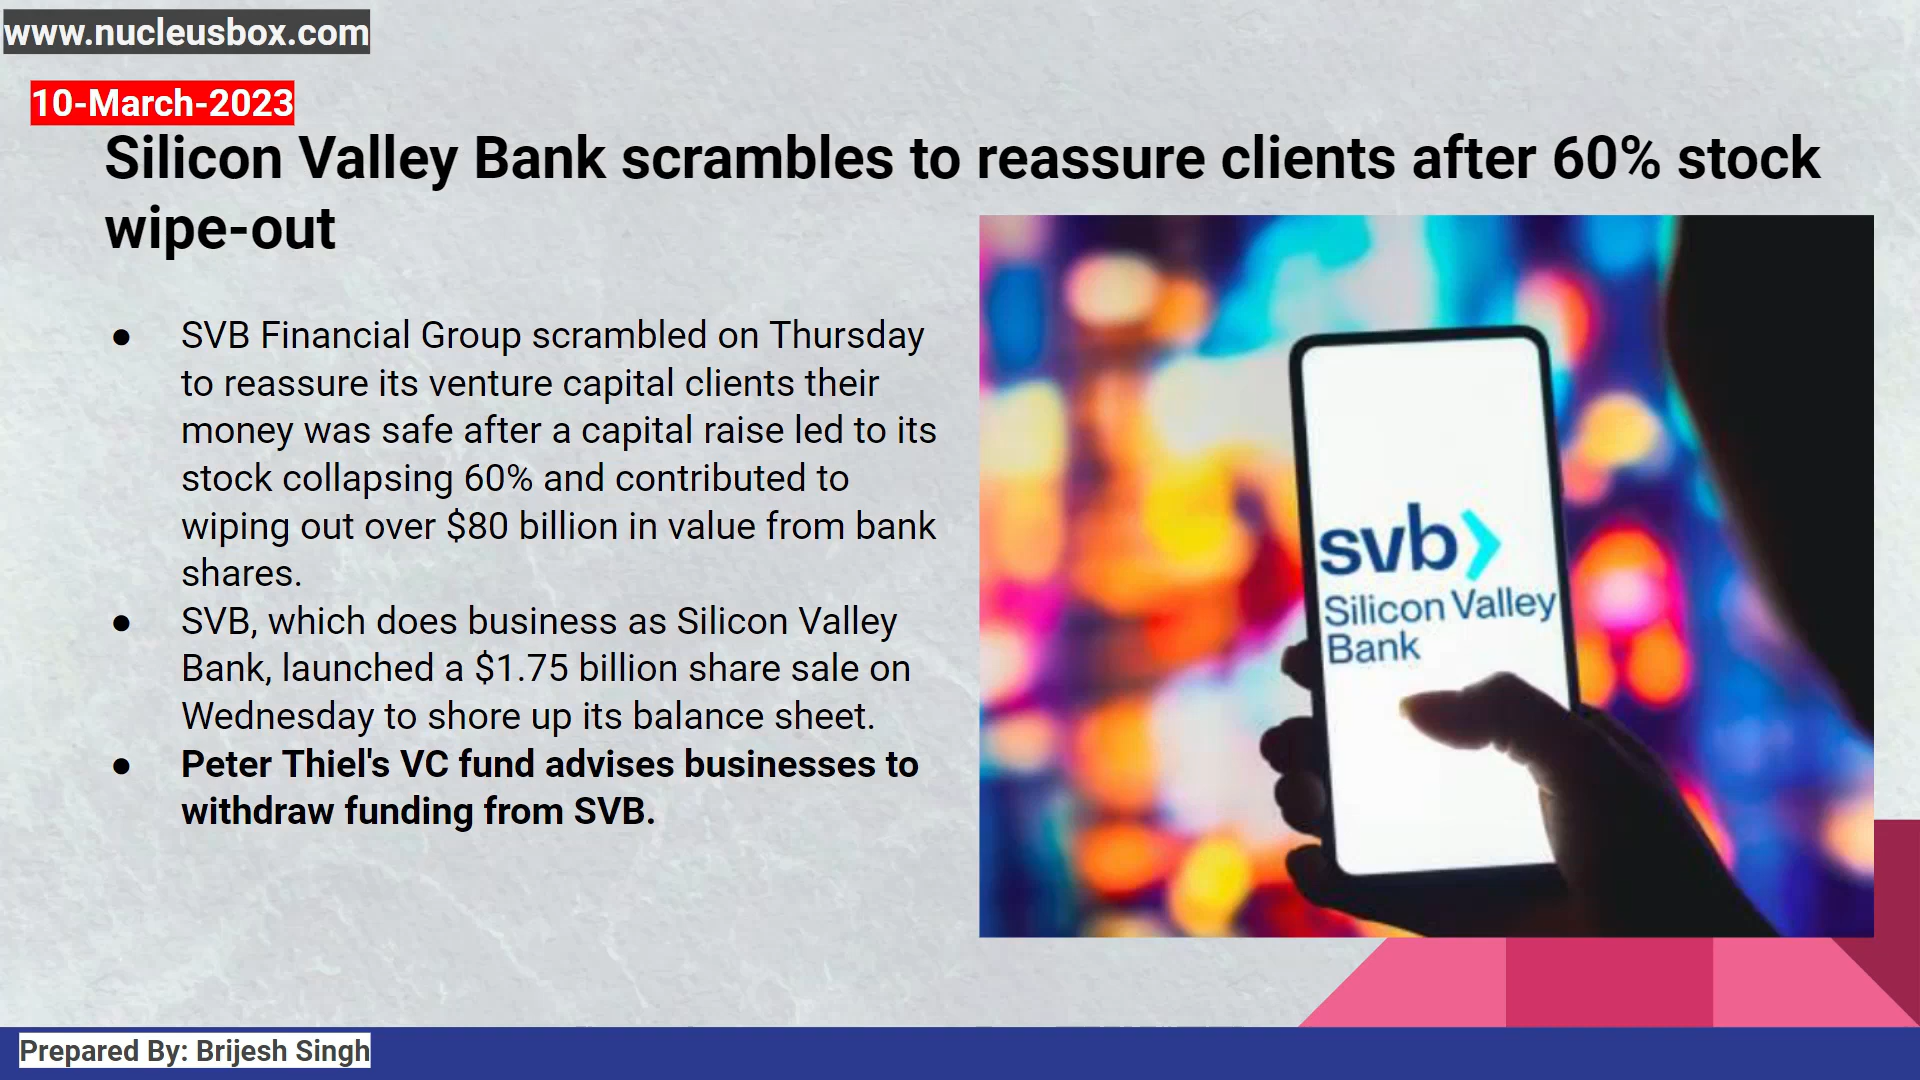 www.nucleusbox.com
10-March-2023
Silicon Valley Bank scrambles to reassure clients after 60% stock
wipe-out
● SVB Financial Group scrambled on Thursday
to reassure its venture capital clients their
money was safe after a capital raise led to its
stock collapsing 60% and contributed to
wiping out over $80 billion in value from bank
shares.
● SVB, which does business as Silicon Valley
Bank, launched a $1.75 billion share sale on
Wednesday to shore up its balance sheet.
● Peter Thiel's VC fund advises businesses to
withdraw funding from SVB.
svb
Silicon Valley
Bank
Prepared By: Brijesh Singh